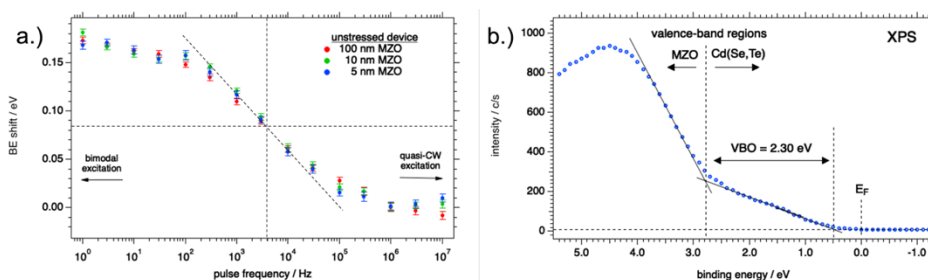 a.)
unstressed device
100 nm MZO
10 nm MZO
5 nm MZO
bimodal
excitation
quasi-CW
excitation
BE shift / eV
0.15
0.10
0.05
0.00
10⁰
10¹
10²
10³
10⁴
10⁵
10⁶
10⁷
pulse frequency / Hz
b.)
valence-band regions
XPS
MZO
Cd(Se,Te)
VBO = 2.30 eV
E_F
intensity / c/s
1000
800
600
400
200
0
5.0
4.0
3.0
2.0
1.0
0.0
-1.0
binding energy / eV